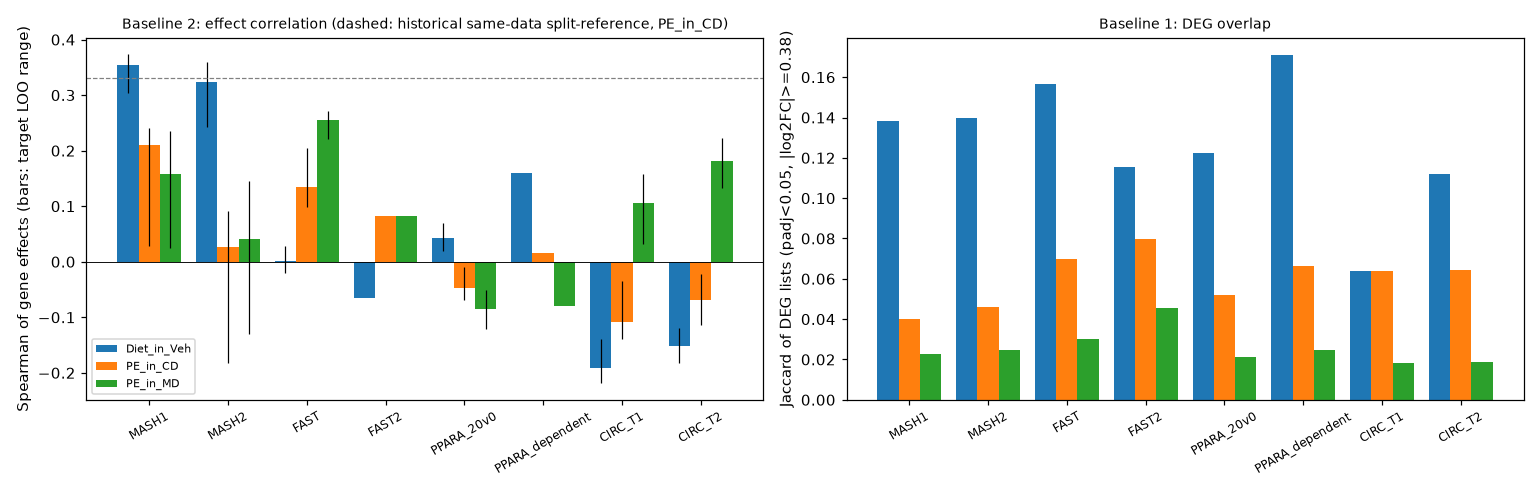 Baseline 2: effect correlation (dashed: historical same-data split-reference, PE_in_CD)
Spearman of gene effects (bars: target LOO range)
0.4
0.3
0.2
0.1
0.0
−0.1
−0.2
Diet_in_Veh
PE_in_CD
PE_in_MD
MASH1
MASH2
FAST
FAST2
PPARA_20v0
PPARA_dependent
CIRC_T1
CIRC_T2
Baseline 1: DEG overlap
Jaccard of DEG lists (padj<0.05, |log2FC|>=0.38)
0.16
0.14
0.12
0.10
0.08
0.06
0.04
0.02
0.00
MASH1
MASH2
FAST
FAST2
PPARA_20v0
PPARA_dependent
CIRC_T1
CIRC_T2